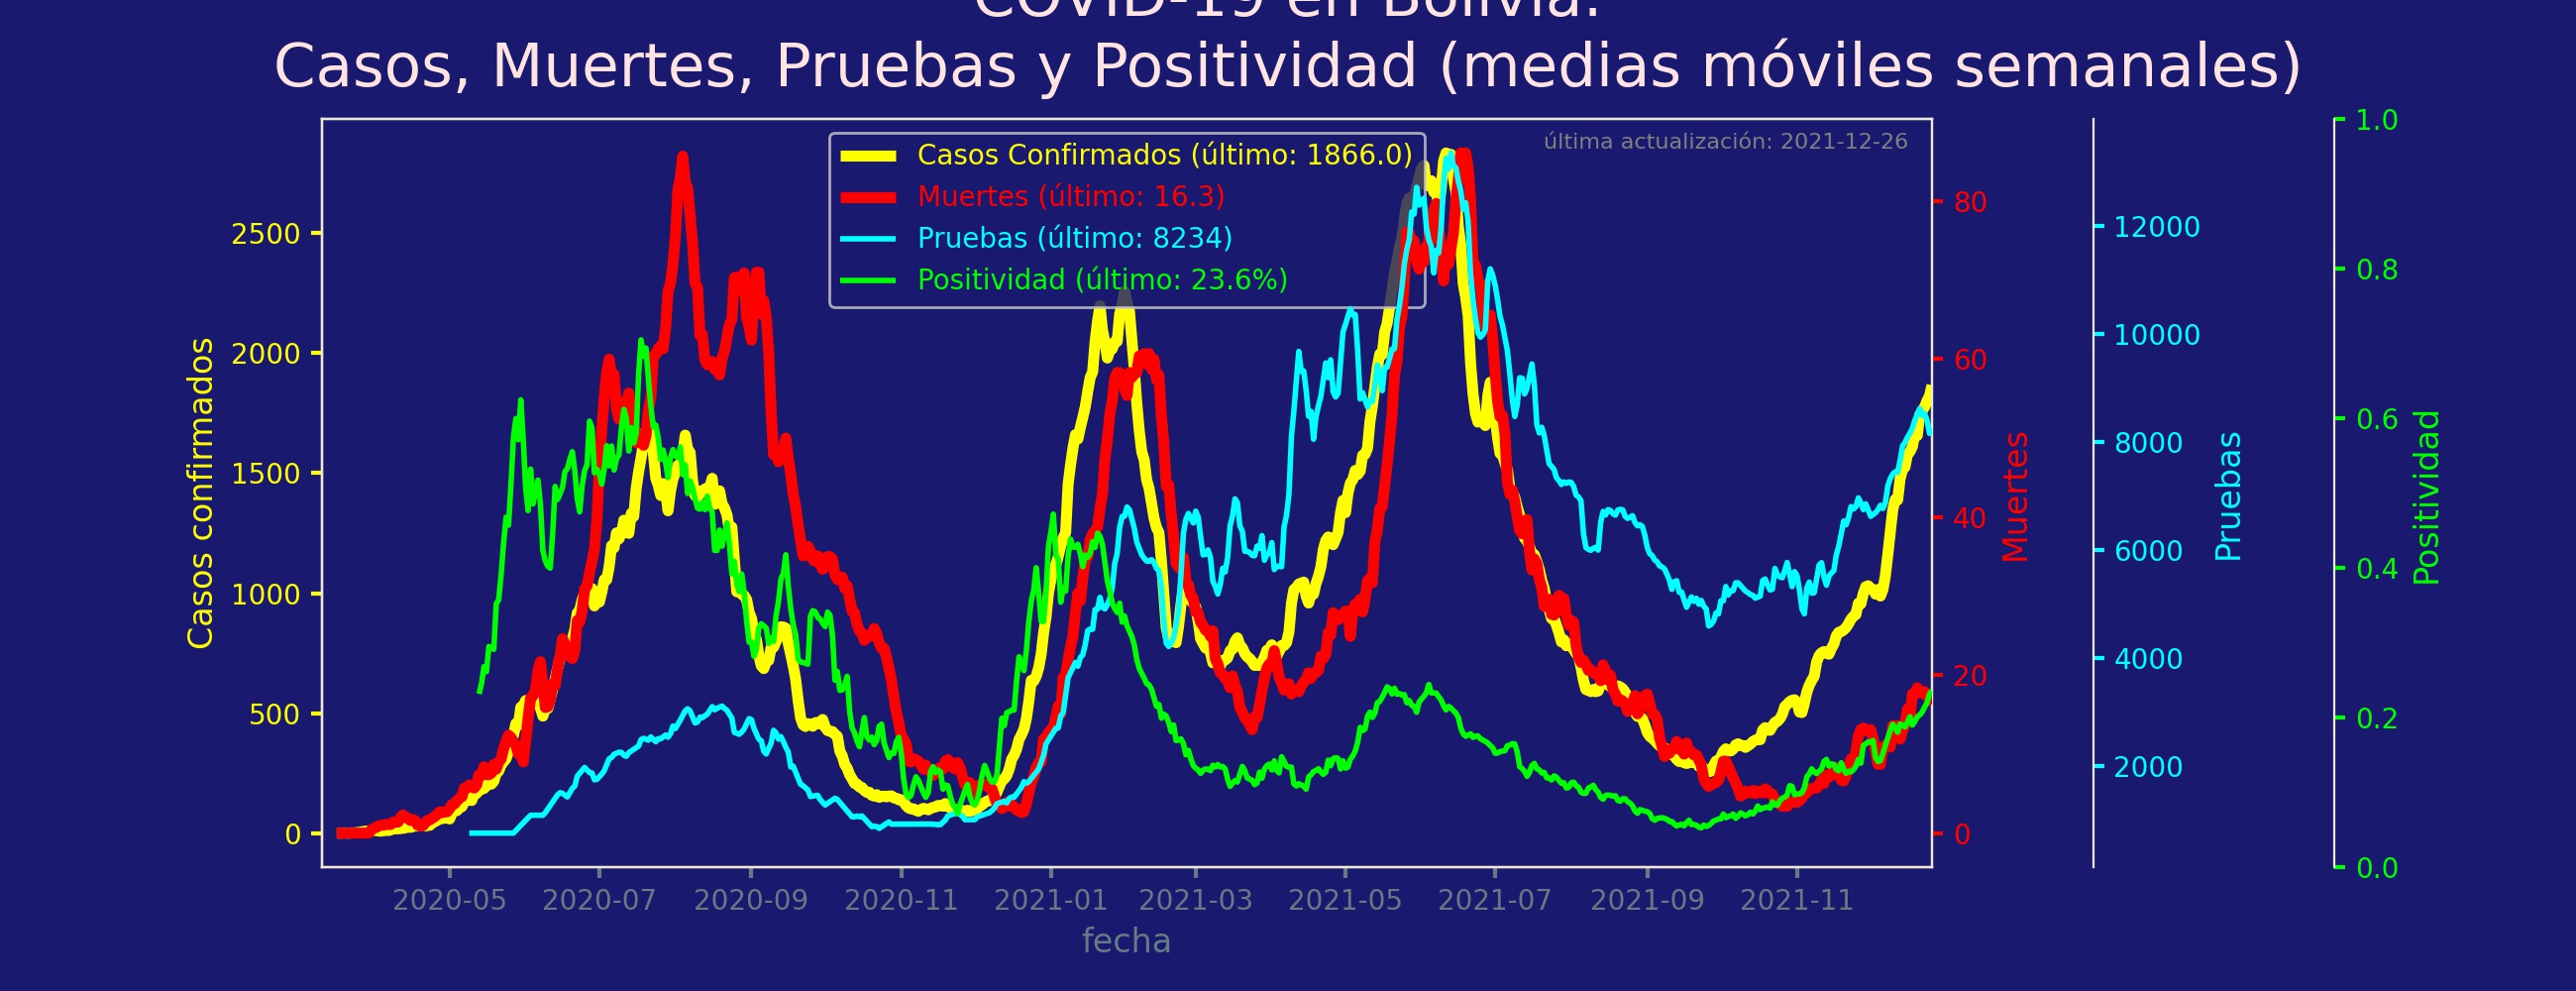 COVID-19 en Bolivia:
Casos, Muertes, Pruebas y Positividad (medias móviles semanales)
última actualización: 2021-12-26
Casos Confirmados (último: 1866.0)
Muertes (último: 16.3)
Pruebas (último: 8234)
Positividad (último: 23.6%)
Casos confirmados
2500
2000
1500
1000
500
0
80
60
40
20
0
Muertes
12000
10000
8000
6000
4000
2000
Pruebas
1.0
0.8
0.6
0.4
0.2
0.0
Positividad
2020-05 2020-07 2020-09 2020-11 2021-01 2021-03 2021-05 2021-07 2021-09 2021-11
fecha